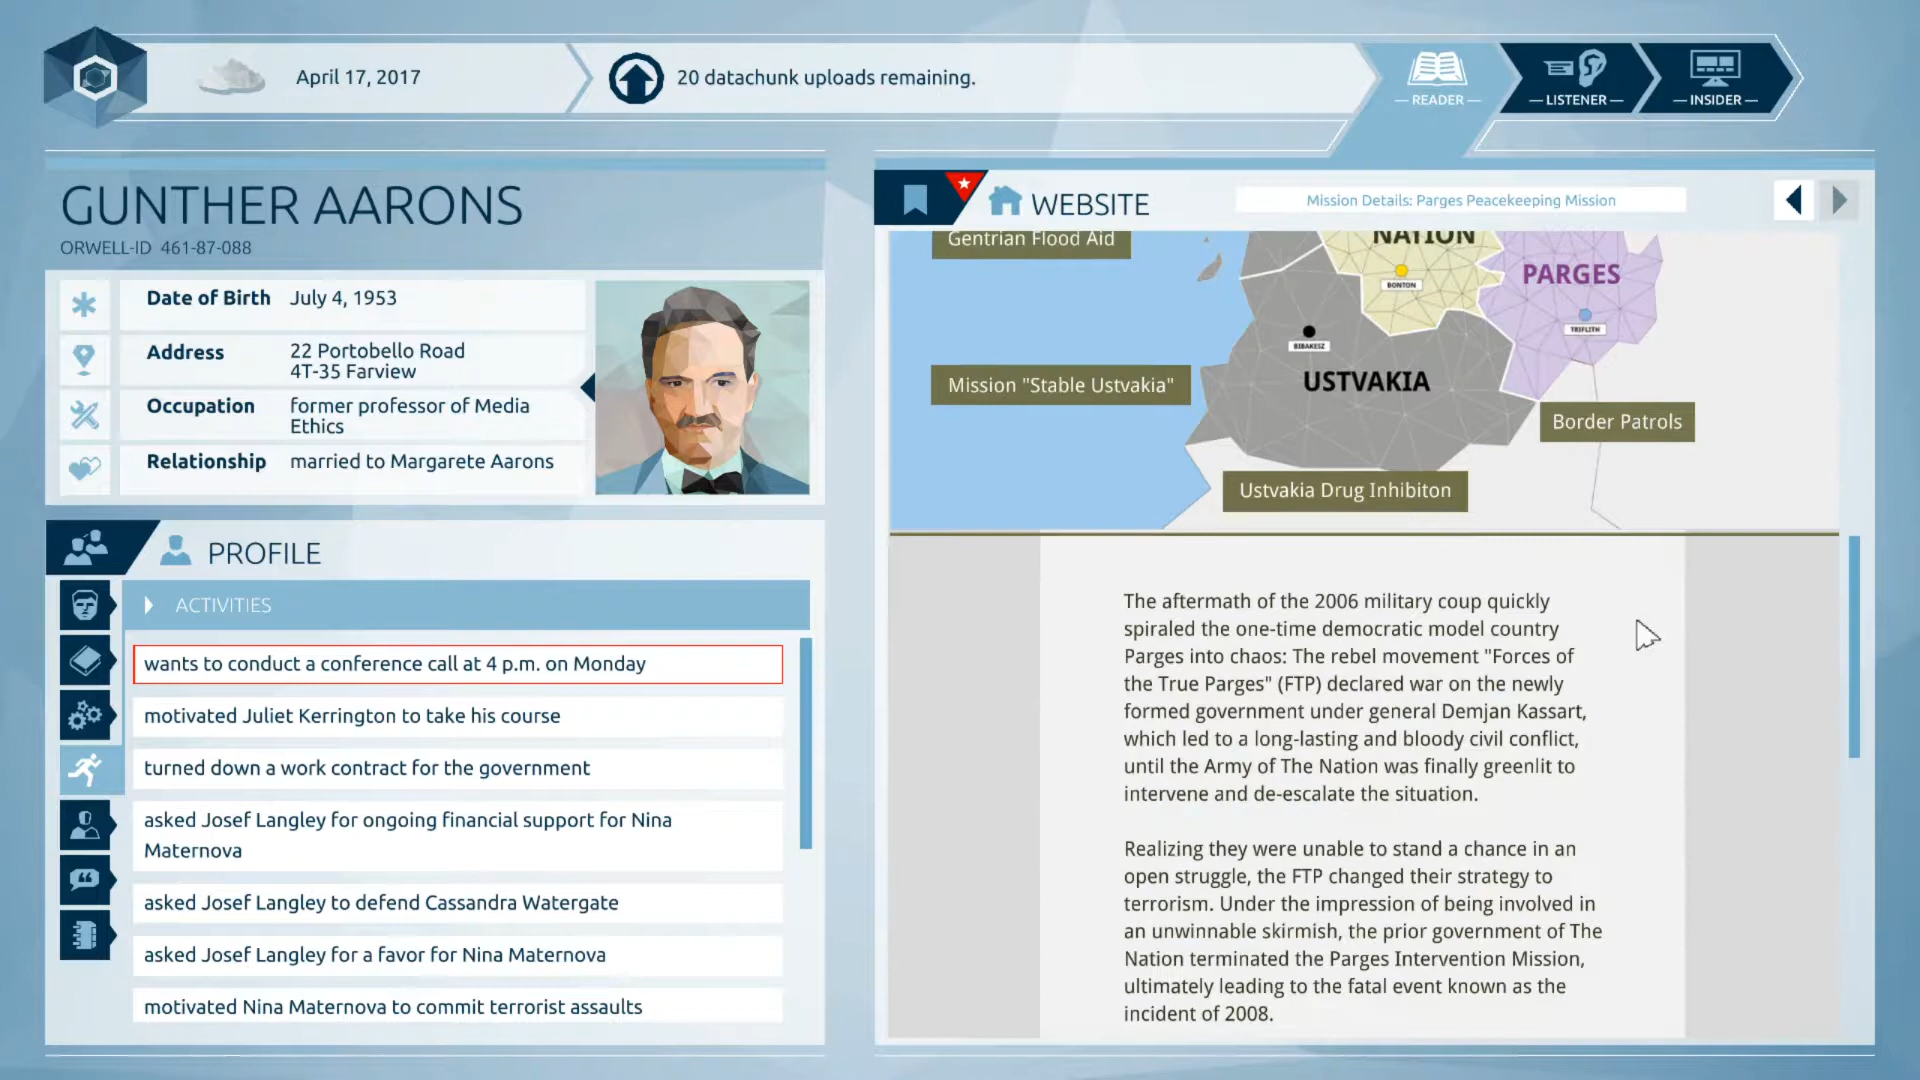 April 17, 2017
20 datachunk uploads remaining.
READER
LISTENER
INSIDER
GUNTHER AARONS
ORWELL-ID 461-87-088
Date of Birth July 4, 1953
Address 22 Portobello Road
4T-35 Farview
Occupation former professor of Media
Ethics
Relationship married to Margarete Aarons
PROFILE
ACTIVITIES
wants to conduct a conference call at 4 p.m. on Monday
motivated Juliet Kerrington to take his course
turned down a work contract for the government
asked Josef Langley for ongoing financial support for Nina
Maternova
asked Josef Langley to defend Cassandra Watergate
asked Josef Langley for a favor for Nina Maternova
motivated Nina Maternova to commit terrorist assaults
WEBSITE
Mission Details: Parges Peacekeeping Mission
Gentrian Flood Aid
NATION
BONTON
PARGES
TRIFLITH
BIBAKESZ
USTVAKIA
Mission "Stable Ustvakia"
Border Patrols
Ustvakia Drug Inhibiton
The aftermath of the 2006 military coup quickly
spiraled the one-time democratic model country
Parges into chaos: The rebel movement "Forces of
the True Parges" (FTP) declared war on the newly
formed government under general Demjan Kassart,
which led to a long-lasting and bloody civil conflict,
until the Army of The Nation was finally greenlit to
intervene and de-escalate the situation.
Realizing they were unable to stand a chance in an
open struggle, the FTP changed their strategy to
terrorism. Under the impression of being involved in
an unwinnable skirmish, the prior government of The
Nation terminated the Parges Intervention Mission,
ultimately leading to the fatal event known as the
incident of 2008.